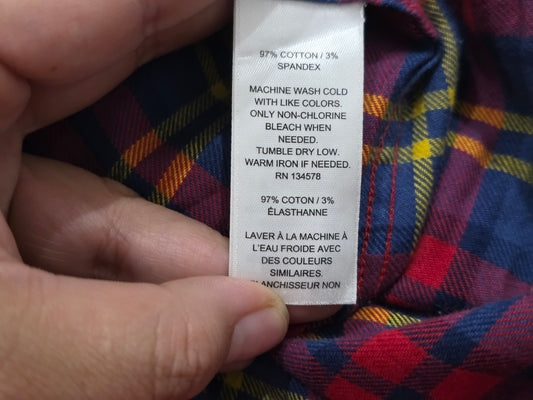 97% COTTON / 3%
SPANDEX
MACHINE WASH COLD
WITH LIKE COLORS.
ONLY NON-CHLORINE
BLEACH WHEN
NEEDED.
TUMBLE DRY LOW.
WARM IRON IF NEEDED.
RN 134578
97% COTON / 3%
ÉLASTHANNE
LAVER À LA MACHINE À
L'EAU FROIDE AVEC
DES COULEURS
SIMILAIRES.
BLANCHISSEUR NON